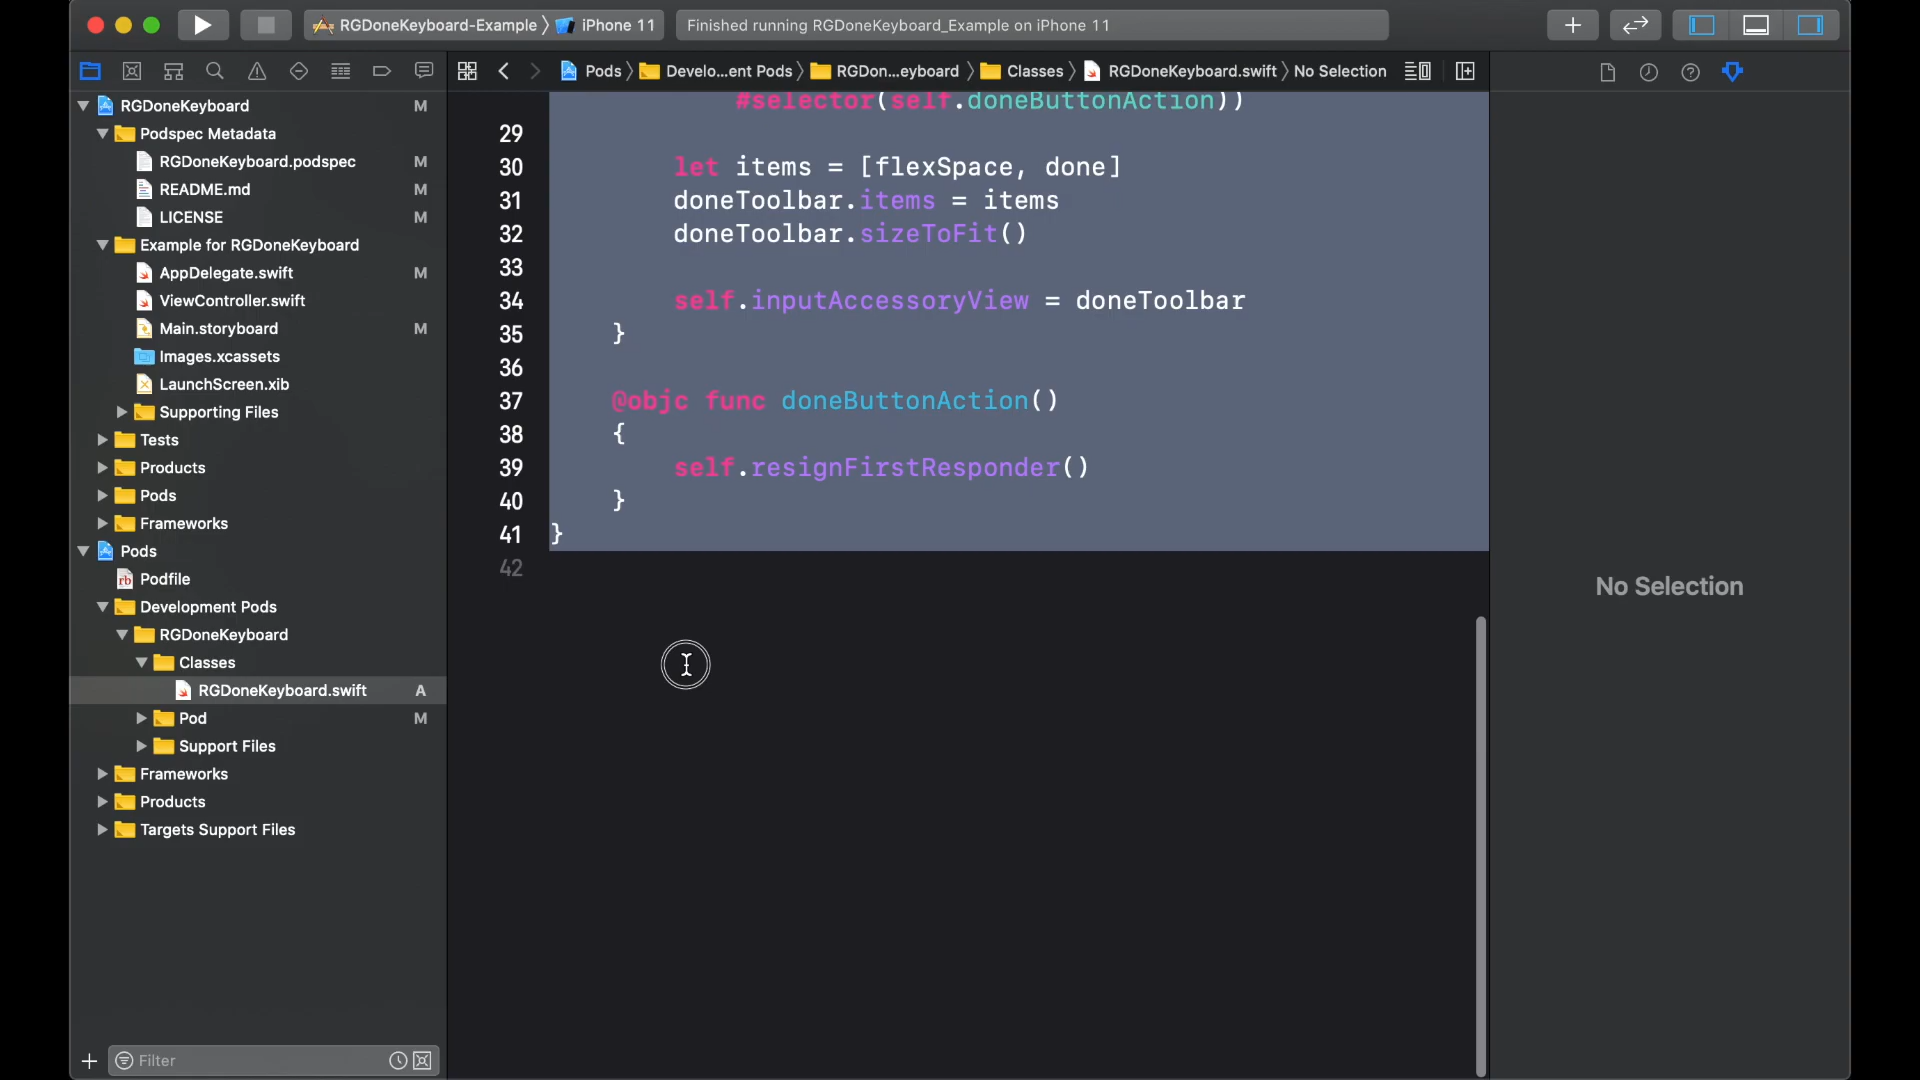 RGDoneKeyboard-Example 〉 iPhone 11
Finished running RGDoneKeyboard_Example on iPhone 11
Pods 〉 Develo...ent Pods 〉 RGDon...eyboard 〉 Classes 〉 RGDoneKeyboard.swift 〉 No Selection
RGDoneKeyboard M
Podspec Metadata
RGDoneKeyboard.podspec M
README.md M
LICENSE M
Example for RGDoneKeyboard
AppDelegate.swift M
ViewController.swift
Main.storyboard M
Images.xcassets
LaunchScreen.xib
Supporting Files
Tests
Products
Pods
Frameworks
Pods
rb Podfile
Development Pods
RGDoneKeyboard
Classes
RGDoneKeyboard.swift A
Pod M
Support Files
Frameworks
Products
Targets Support Files
Filter
#selector(self.doneButtonAction))
29
30 let items = [flexSpace, done]
31 doneToolbar.items = items
32 doneToolbar.sizeToFit()
33
34 self.inputAccessoryView = doneToolbar
35 }
36
37 @objc func doneButtonAction()
38 {
39 self.resignFirstResponder()
40 }
41 }
42
No Selection